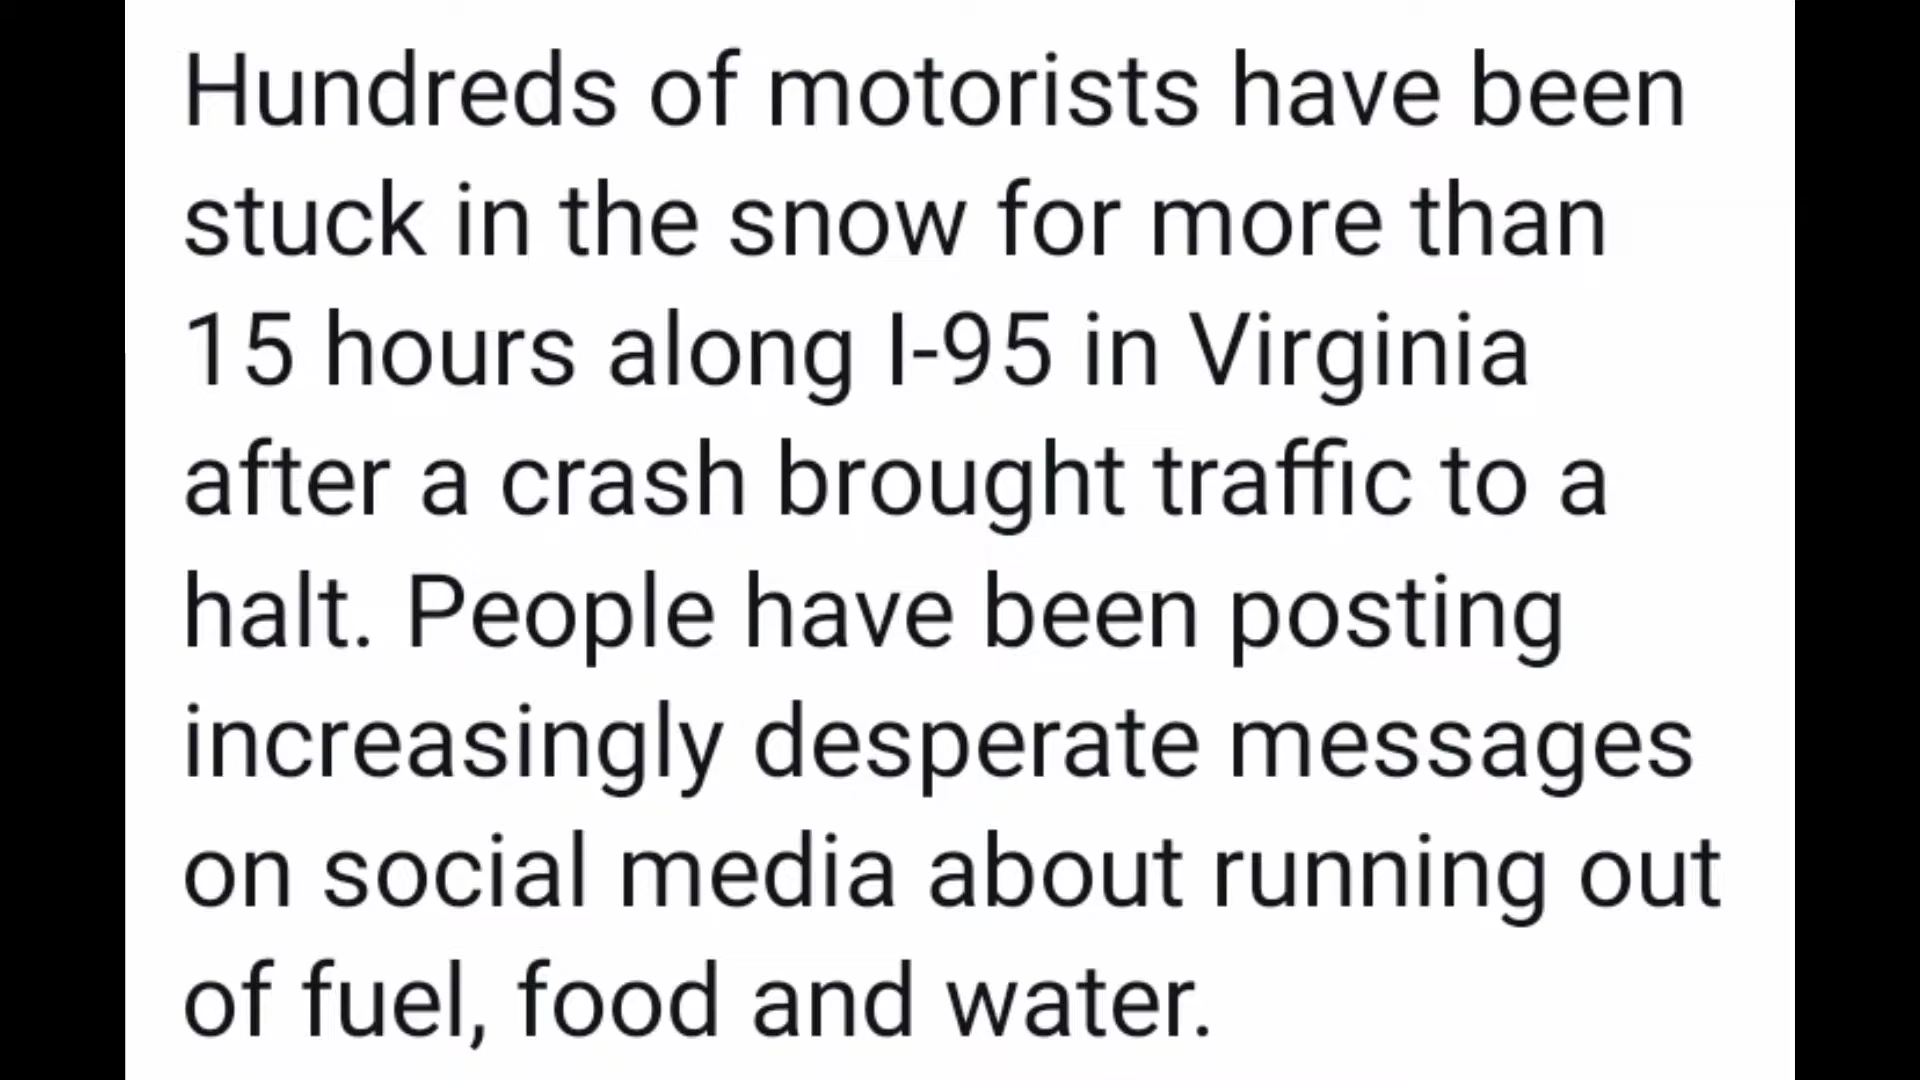 Hundreds of motorists have been
stuck in the snow for more than
15 hours along I-95 in Virginia
after a crash brought traffic to a
halt. People have been posting
increasingly desperate messages
on social media about running out
of fuel, food and water.